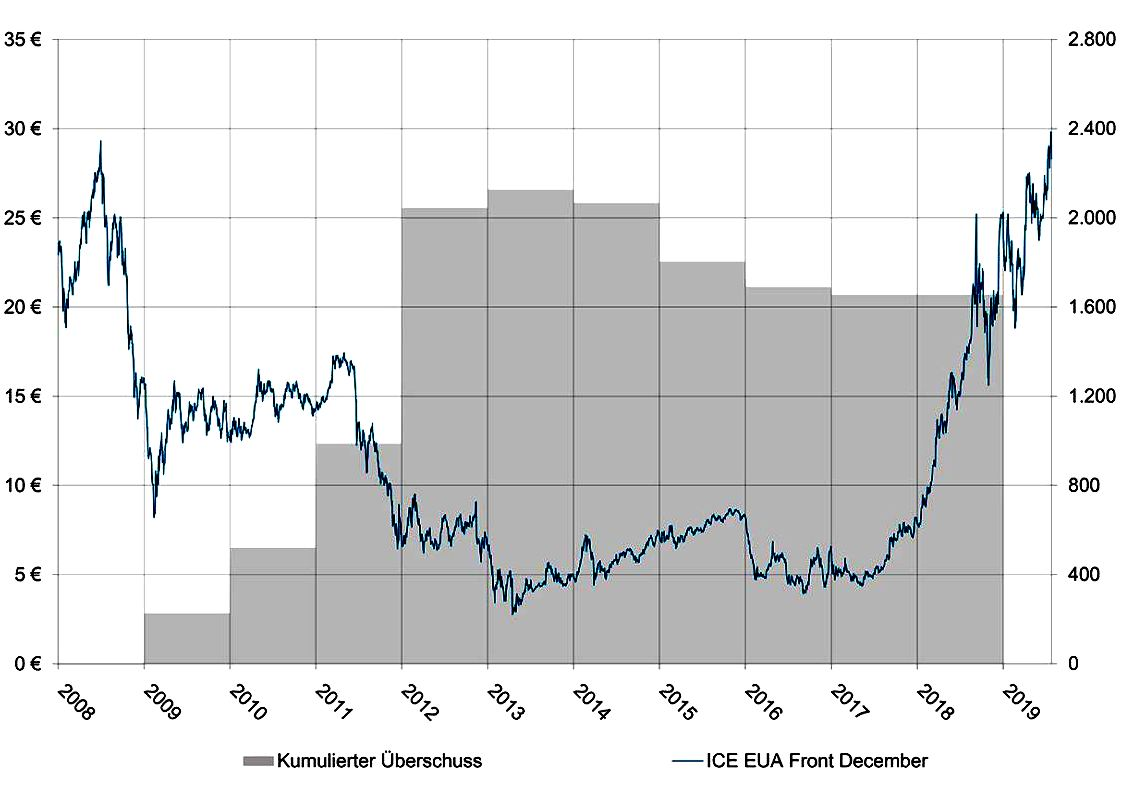 35 € 2.800
30 € 2.400
25 € 2.000
20 € 1.600
15 € 1.200
10 € 800
5 € 400
0 € 0
2008 2009 2010 2011 2012 2013 2014 2015 2016 2017 2018 2019
Kumulierter Überschuss ICE EUA Front December